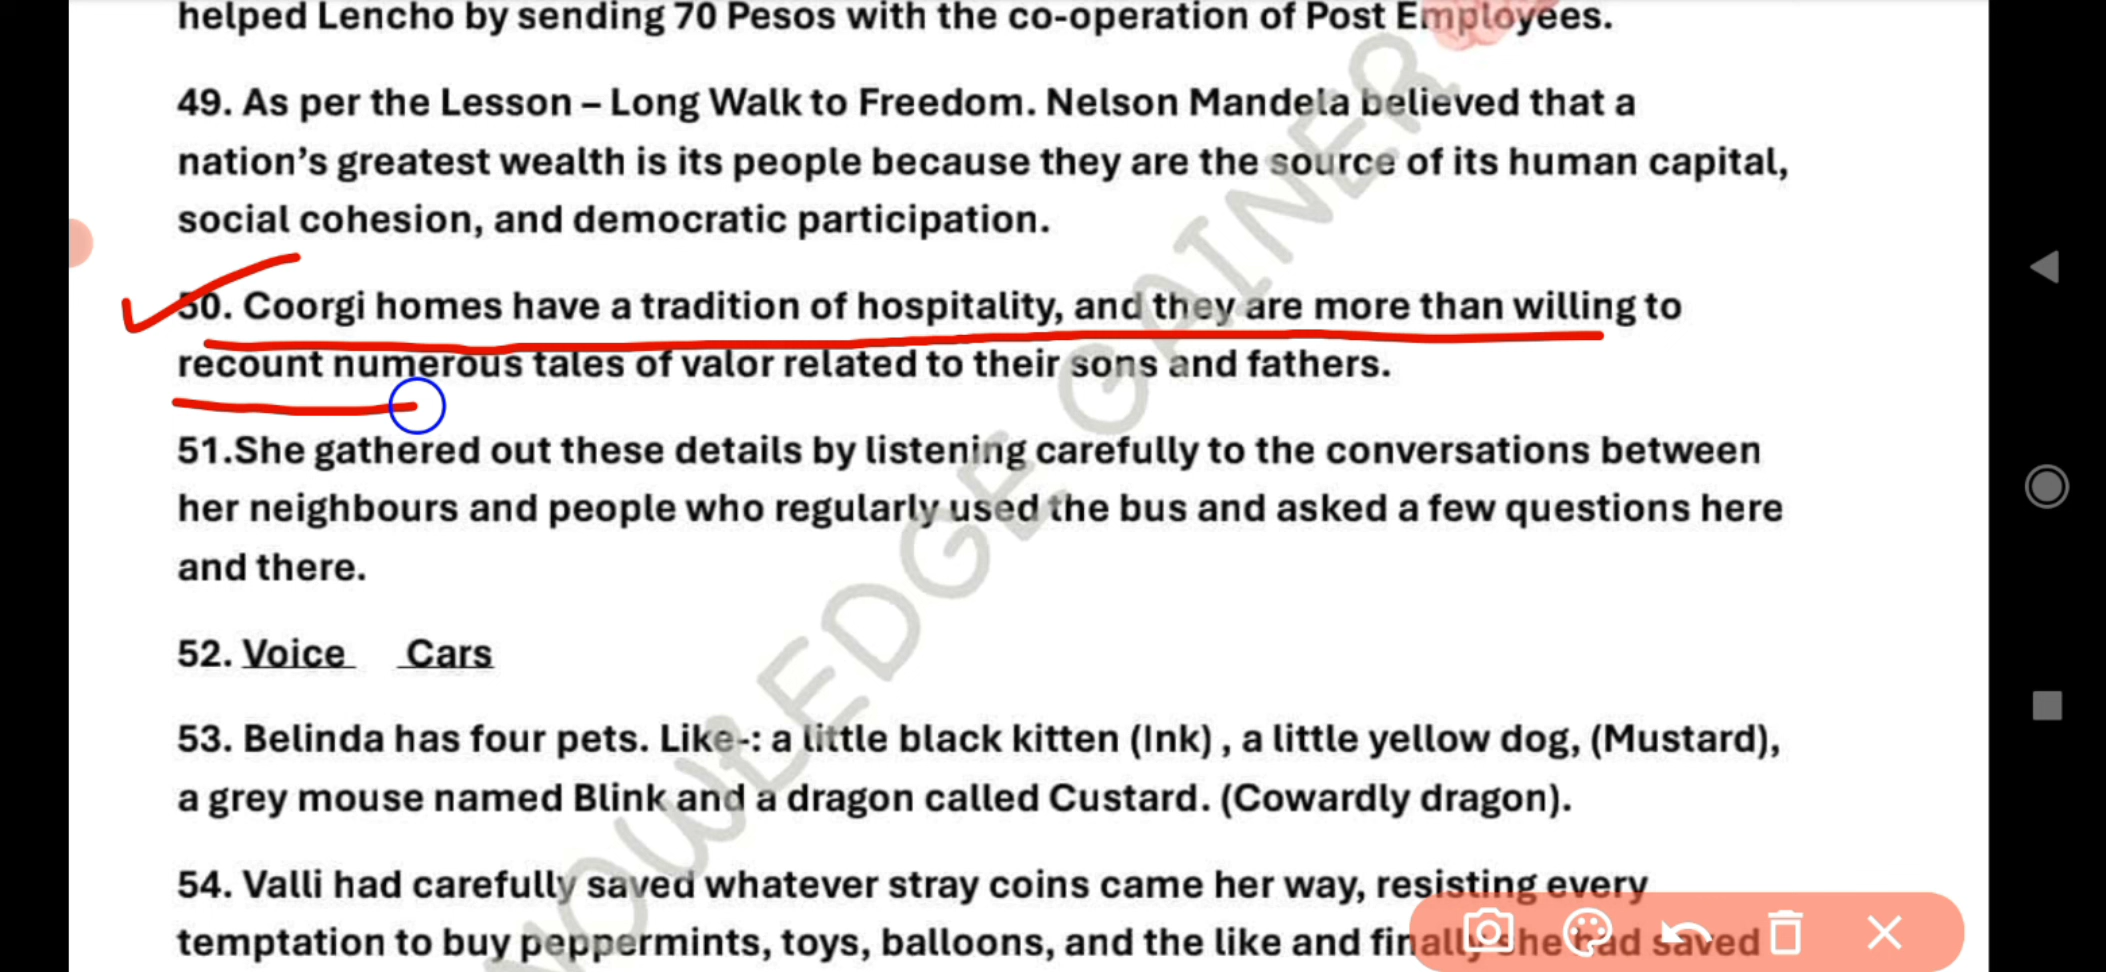 helped Lencho by sending 70 Pesos with the co-operation of Post Employees.
49. As per the Lesson – Long Walk to Freedom. Nelson Mandela believed that a
nation’s greatest wealth is its people because they are the source of its human capital,
social cohesion, and democratic participation.
50. Coorgi homes have a tradition of hospitality, and they are more than willing to
recount numerous tales of valor related to their sons and fathers.
51.She gathered out these details by listening carefully to the conversations between
her neighbours and people who regularly used the bus and asked a few questions here
and there.
52. Voice Cars
53. Belinda has four pets. Like-: a little black kitten (Ink) , a little yellow dog, (Mustard),
a grey mouse named Blink and a dragon called Custard. (Cowardly dragon).
54. Valli had carefully saved whatever stray coins came her way, resisting every
temptation to buy peppermints, toys, balloons, and the like and finally she had saved
NOWLEDGE GAINER